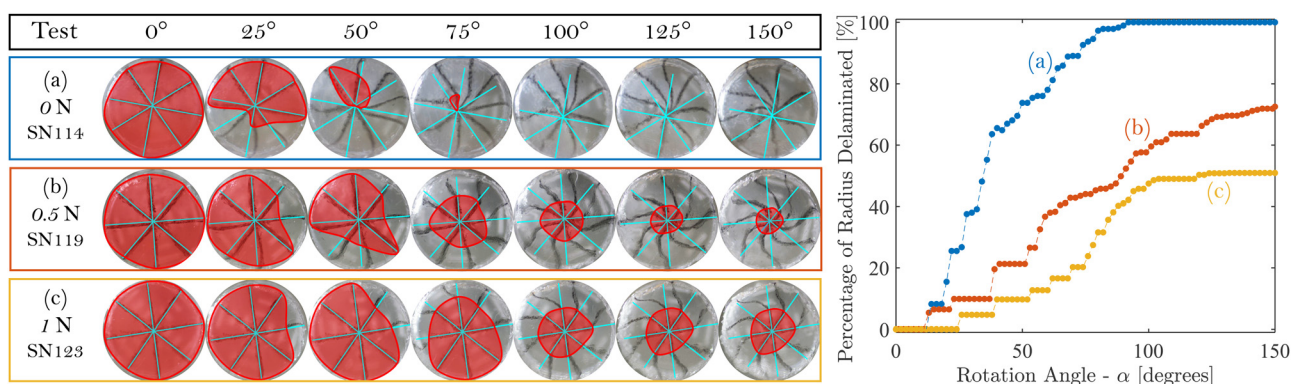 Test 0° 25° 50° 75° 100° 125° 150°
(a)
0 N
SN114
(b)
0.5 N
SN119
(c)
1 N
SN123
Percentage of Radius Delaminated [%]
100
80
60
40
20
0
(a)
(b)
(c)
0 50 100 150
Rotation Angle - α [degrees]